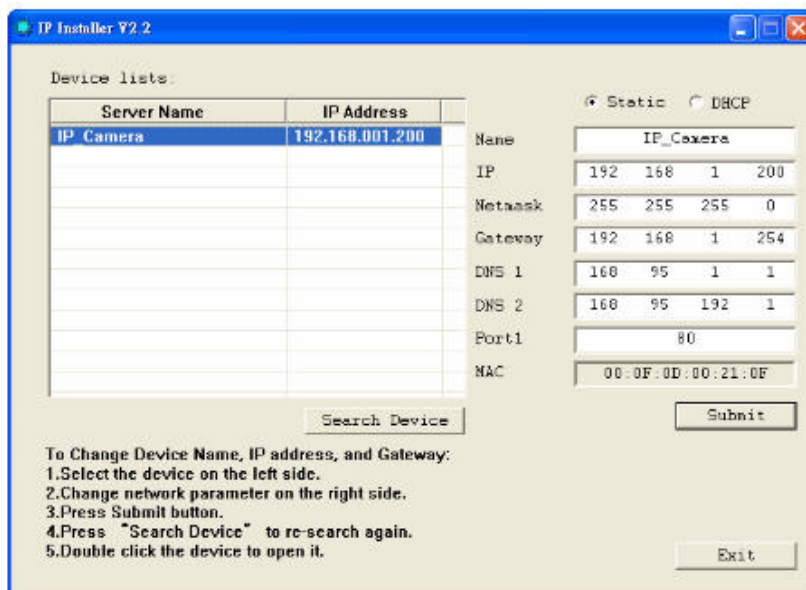 IP Installer V2.2
Device lists:
Server Name IP Address
IP_Camera 192.168.001.200
Static DHCP
Name IP_Camera
IP 192 168 1 200
Netmask 255 255 255 0
Gateway 192 168 1 254
DNS 1 168 95 1 1
DNS 2 168 95 192 1
Port1 80
MAC 00:0F:0D:00:21:0F
Search Device
Submit
To Change Device Name, IP address, and Gateway:
1.Select the device on the left side.
2.Change network parameter on the right side.
3.Press Submit button.
4.Press “Search Device” to re-search again.
5.Double click the device to open it.
Exit